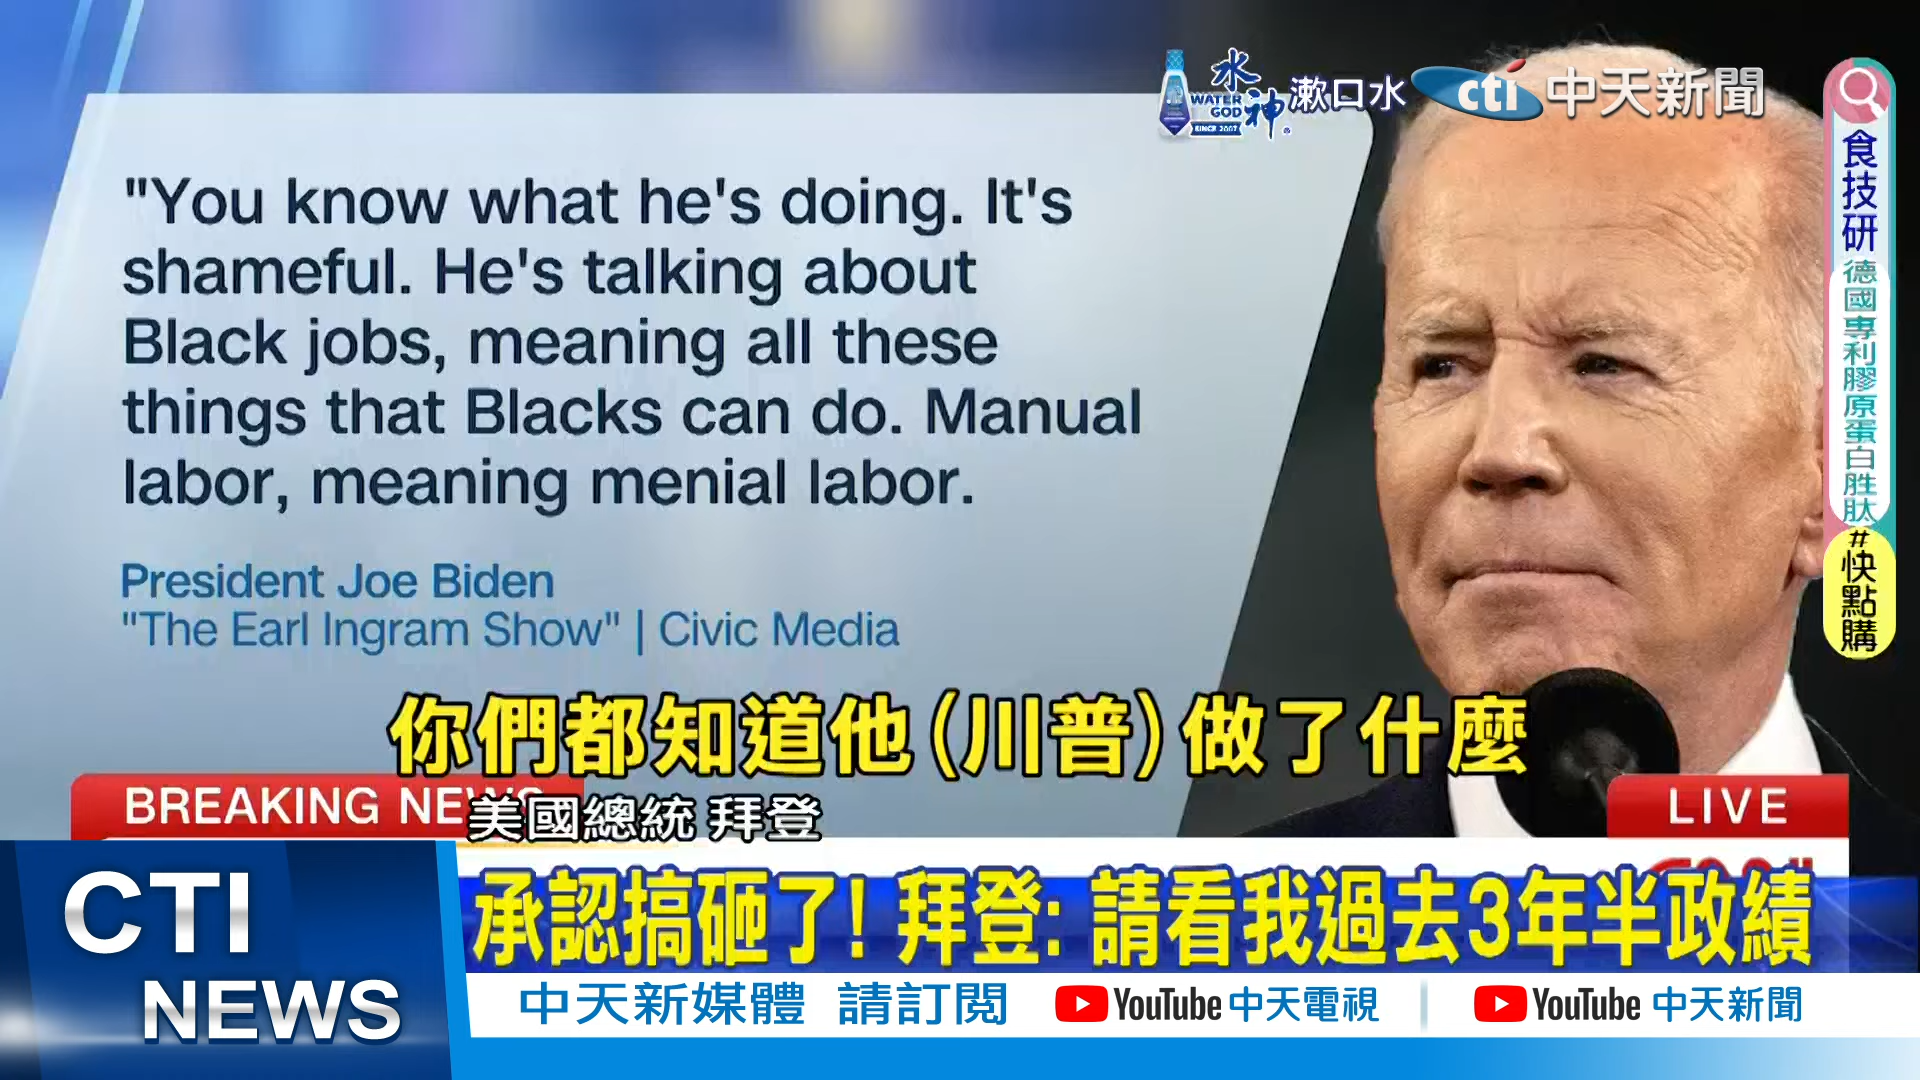 水神
WATER
GOD
SINCE 2007
漱口水
cti 中天新聞
食技研
德國專利膠原蛋白胜肽
#快點購
"You know what he's doing. It's
shameful. He's talking about
Black jobs, meaning all these
things that Blacks can do. Manual
labor, meaning menial labor.
President Joe Biden
"The Earl Ingram Show" | Civic Media
你們都知道他(川普)做了什麼
BREAKING NEWS
美國總統 拜登
LIVE
承認搞砸了! 拜登: 請看我過去3年半政績
CTI
NEWS
中天新媒體 請訂閱
YouTube 中天電視 | YouTube 中天新聞